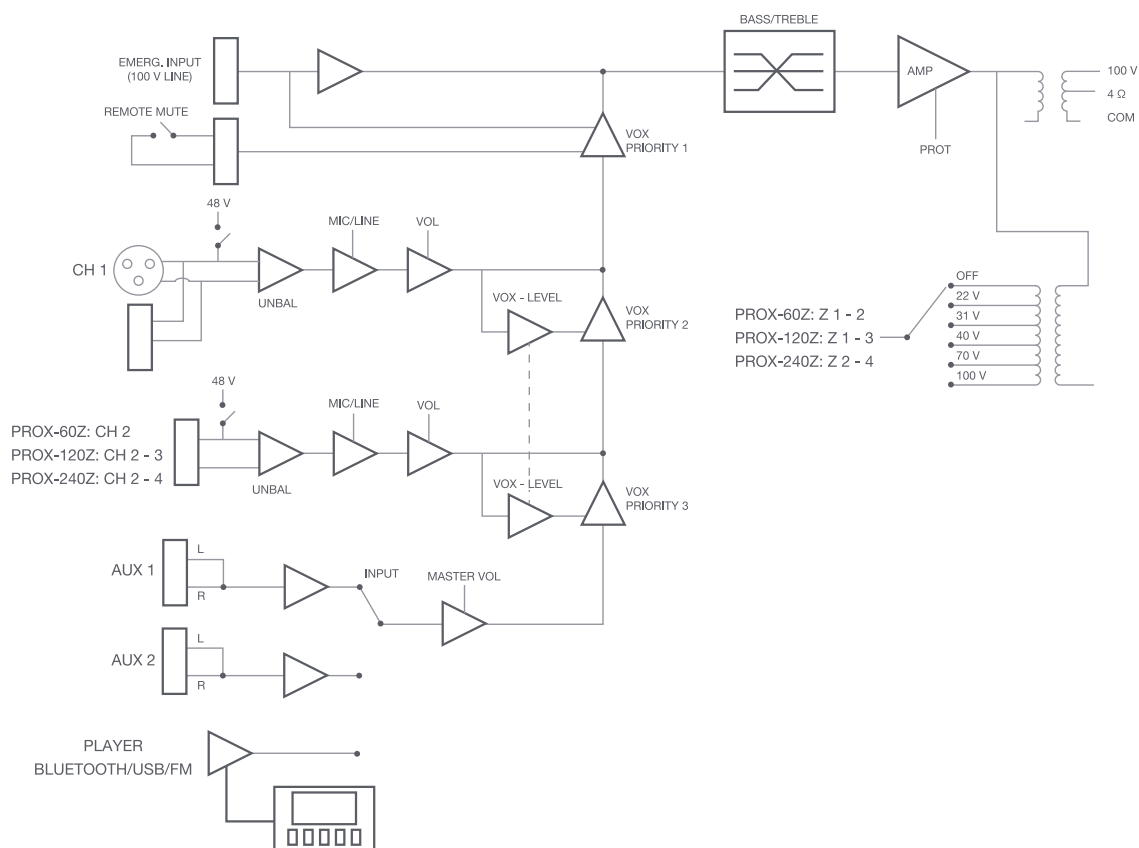 BASS/TREBLE
EMERG. INPUT
(100 V LINE)
AMP
100 V
4 Ω
COM
REMOTE MUTE
VOX
PRIORITY 1
PROT
48 V
MIC/LINE
VOL
CH 1
UNBAL
VOX - LEVEL
VOX
PRIORITY 2
OFF
22 V
31 V
40 V
70 V
100 V
PROX-60Z: Z 1 - 2
PROX-120Z: Z 1 - 3
PROX-240Z: Z 2 - 4
48 V
MIC/LINE
VOL
PROX-60Z: CH 2
PROX-120Z: CH 2 - 3
PROX-240Z: CH 2 - 4
UNBAL
VOX - LEVEL
VOX
PRIORITY 3
AUX 1
L
R
INPUT
MASTER VOL
AUX 2
L
R
PLAYER
BLUETOOTH/USB/FM